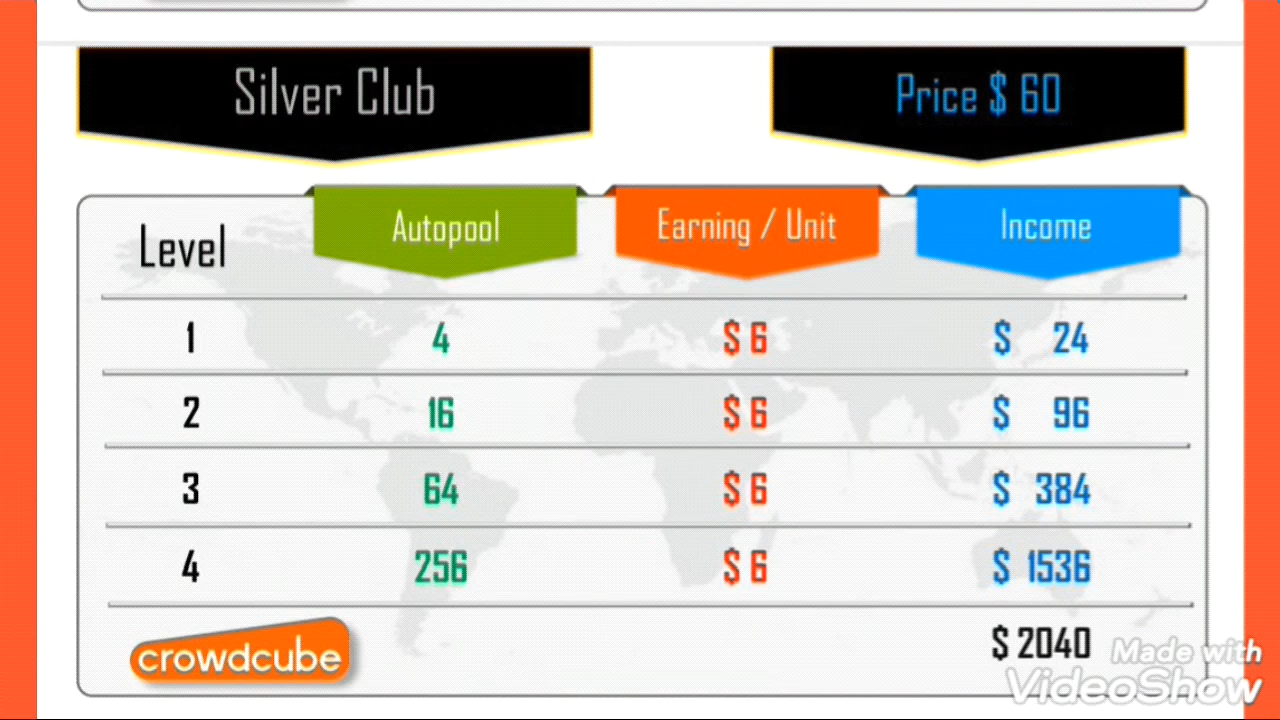 Silver Club Price $ 60
Level Autopool Earning / Unit Income
1 4 $ 6 $ 24
2 16 $ 6 $ 96
3 64 $ 6 $ 384
4 256 $ 6 $ 1536
crowdcube $ 2040
Made with
VideoShow